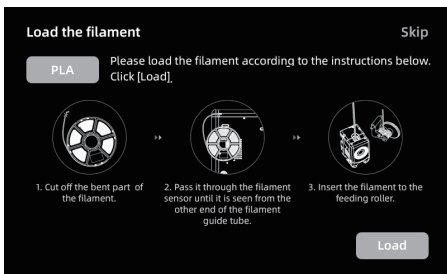 Load the filament
Skip
PLA
Please load the filament according to the instructions below.
Click [Load].
1. Cut off the bent part of
the filament.
2. Pass it through the filament
sensor until it is seen from the
other end of the filament
guide tube.
3. Insert the filament to the
feeding roller.
Load